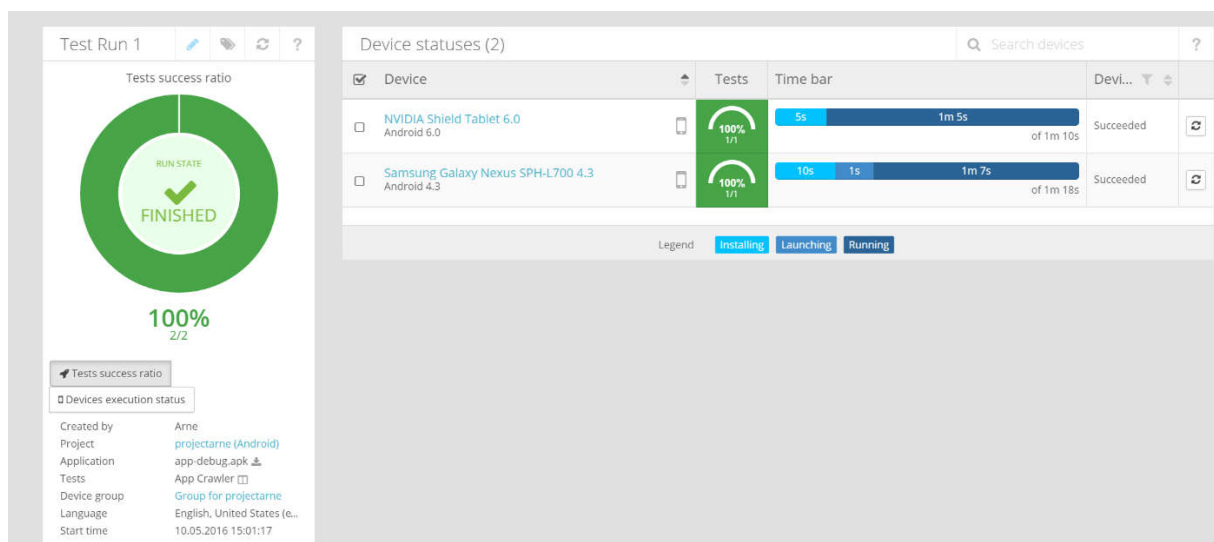 Test Run 1 ?
Tests success ratio
RUN STATE
FINISHED
100%
2/2
Tests success ratio
Devices execution status
Created by Arne
Project projectarne (Android)
Application app-debug.apk
Tests App Crawler
Device group Group for projectarne
Language English, United States (e...
Start time 10.05.2016 15:01:17
Device statuses (2) Search devices ?
Device Tests Time bar Devi...
NVIDIA Shield Tablet 6.0
Android 6.0
100%
1/1
5s 1m 5s
of 1m 10s
Succeeded
Samsung Galaxy Nexus SPH-L700 4.3
Android 4.3
100%
1/1
10s 1s 1m 7s
of 1m 18s
Succeeded
Legend Installing Launching Running